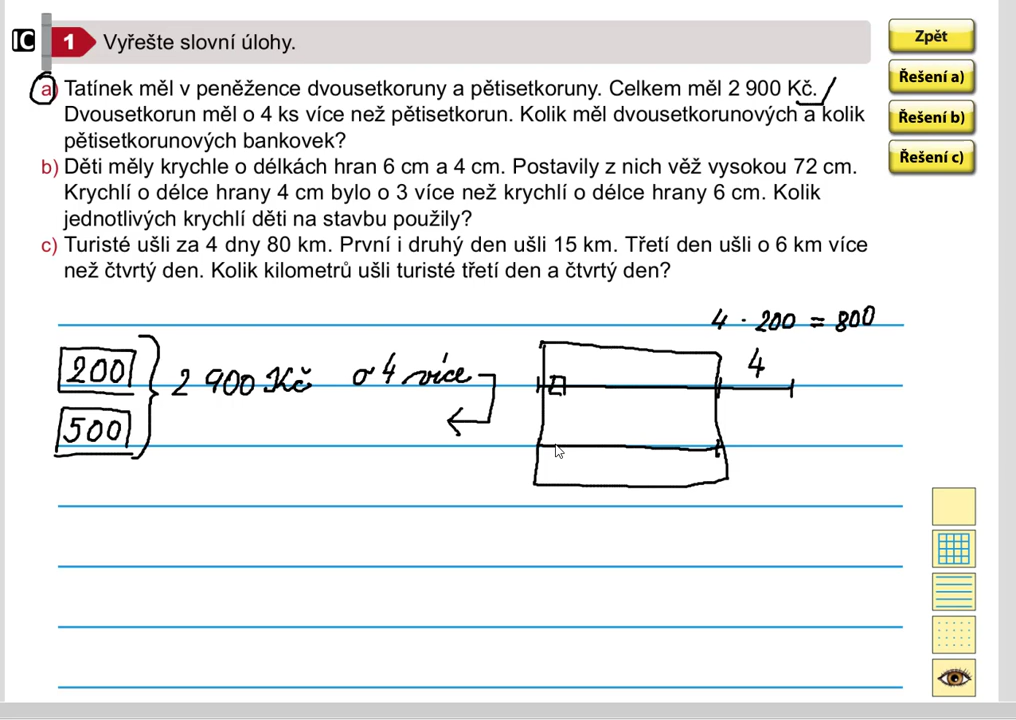 IC
1 Vyřešte slovní úlohy.
Zpět
Řešení a)
Řešení b)
Řešení c)
a) Tatínek měl v peněžence dvousetkoruny a pětisetkoruny. Celkem měl 2 900 Kč.
Dvousetkorun měl o 4 ks více než pětisetkorun. Kolik měl dvousetkorunových a kolik
pětisetkorunových bankovek?
b) Děti měly krychle o délkách hran 6 cm a 4 cm. Postavily z nich věž vysokou 72 cm.
Krychlí o délce hrany 4 cm bylo o 3 více než krychlí o délce hrany 6 cm. Kolik
jednotlivých krychlí děti na stavbu použily?
c) Turisté ušli za 4 dny 80 km. První i druhý den ušli 15 km. Třetí den ušli o 6 km více
než čtvrtý den. Kolik kilometrů ušli turisté třetí den a čtvrtý den?
4 · 200 = 800
200 2 900 Kč o 4 více 4
500